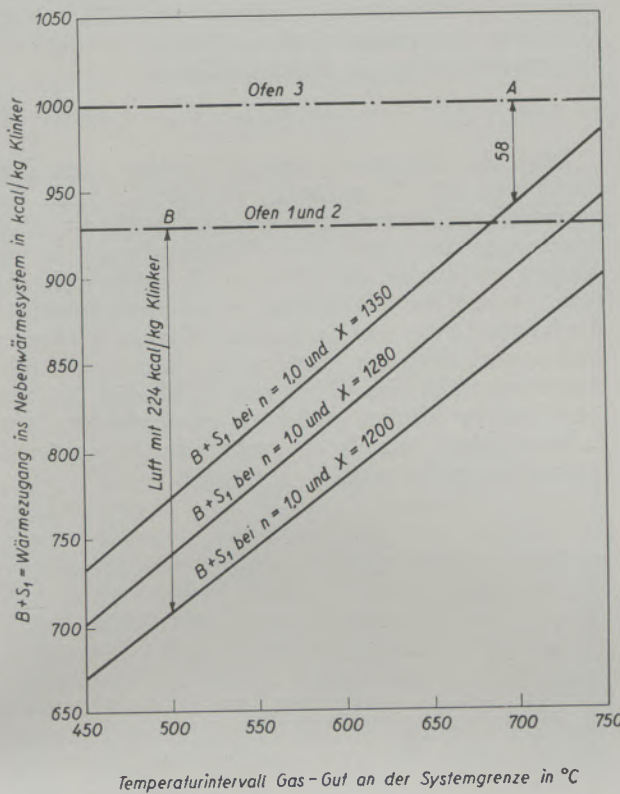 B+S₁ = Wärmezugang ins Nebenwärmesystem in kcal/kg Klinker
1050
1000
950
900
850
800
750
700
650
Ofen 3
A
58
B
Ofen 1 und 2
Luft mit 224 kcal/kg Klinker
B+S₁ bei n = 1,0 und X = 1350
B+S₁ bei n = 1,0 und X = 1280
B+S₁ bei n = 1,0 und X = 1200
450
500
550
600
650
700
750
Temperaturintervall Gas-Gut an der Systemgrenze in °C